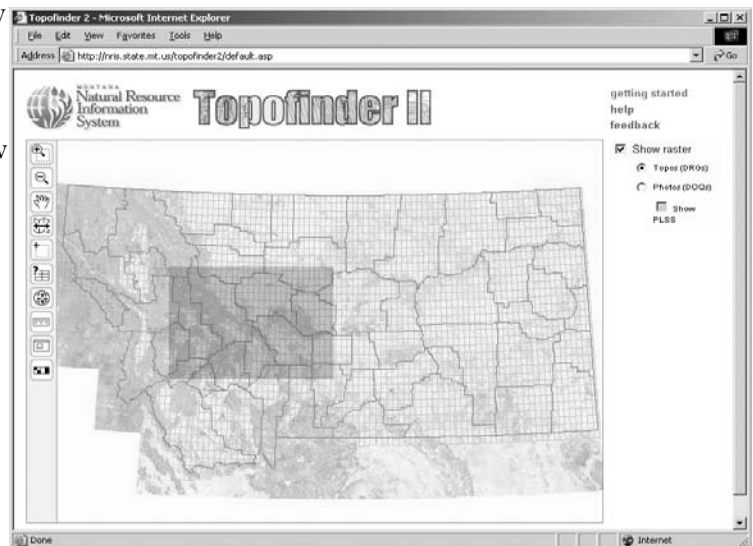 Topofinder 2 - Microsoft Internet Explorer
File Edit View Favorites Tools Help
Address http://nris.state.mt.us/topofinder2/default.asp Go
MONTANA
Natural Resource
Information
System
Topofinder II
getting started
help
feedback
Show raster
Topos (DRGs)
Photos (DOQs)
Show
PLSS
Done
Internet